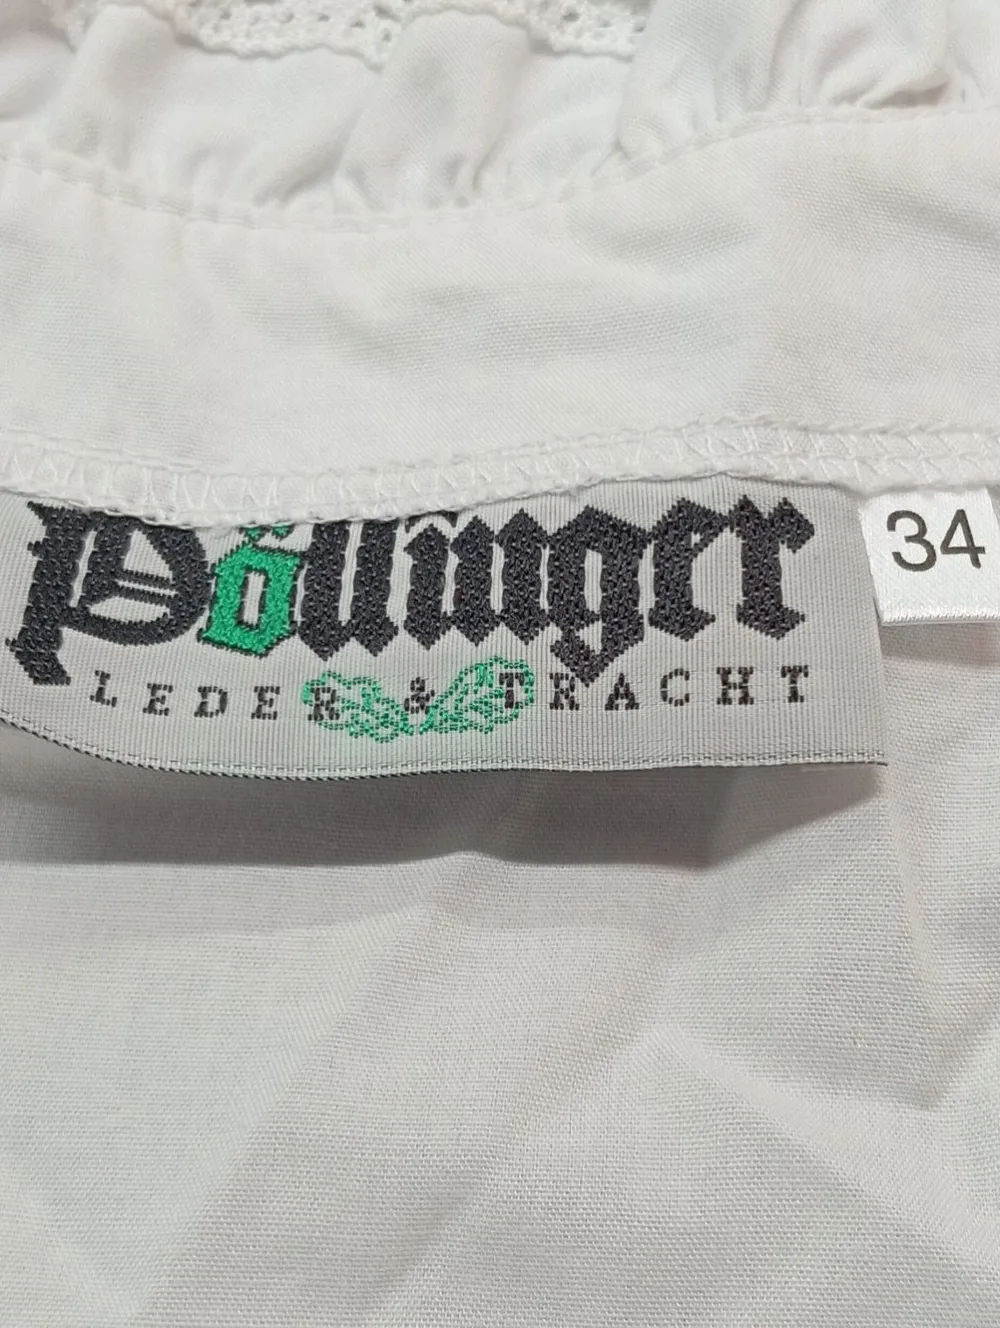 Pöllinger
LEDER & TRACHT
34